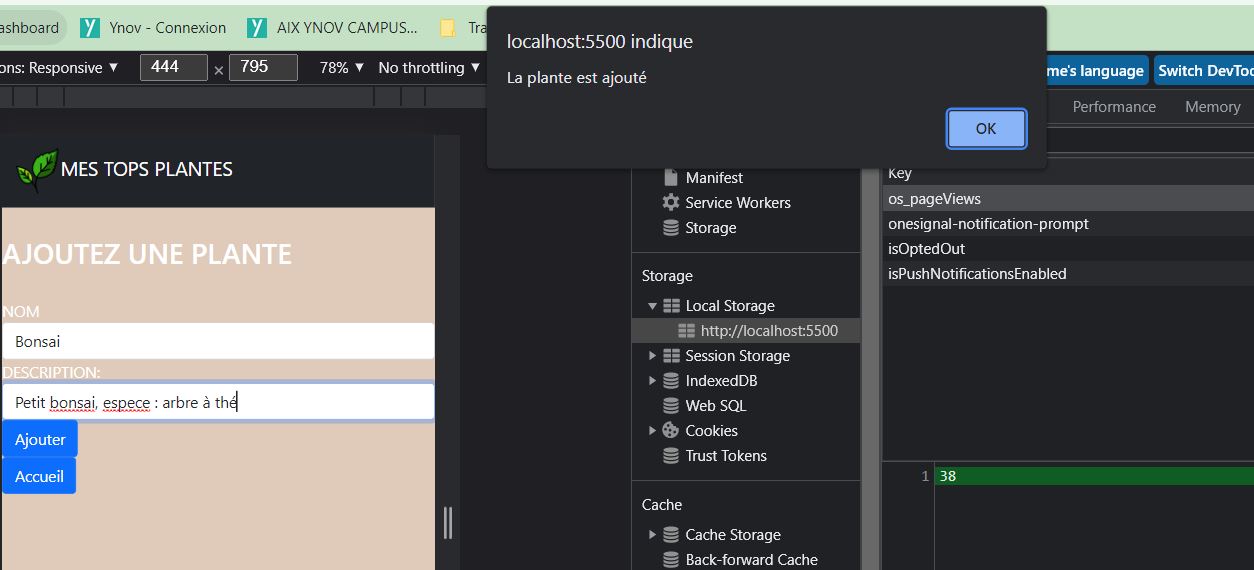 ashboard Ynov - Connexion AIX YNOV CAMPUS... Tra
ons: Responsive ▼ 444 × 795 78% ▼ No throttling ▼
localhost:5500 indique
La plante est ajouté
OK
me's language Switch DevToo
Performance Memory
MES TOPS PLANTES
AJOUTEZ UNE PLANTE
NOM
Bonsai
DESCRIPTION:
Petit bonsai, espece : arbre à thé
Ajouter
Accueil
Manifest
Service Workers
Storage
Storage
Local Storage
http://localhost:5500
Session Storage
IndexedDB
Web SQL
Cookies
Trust Tokens
Cache
Cache Storage
Back-forward Cache
Key
os_pageViews
onesignal-notification-prompt
isOptedOut
isPushNotificationsEnabled
1 38